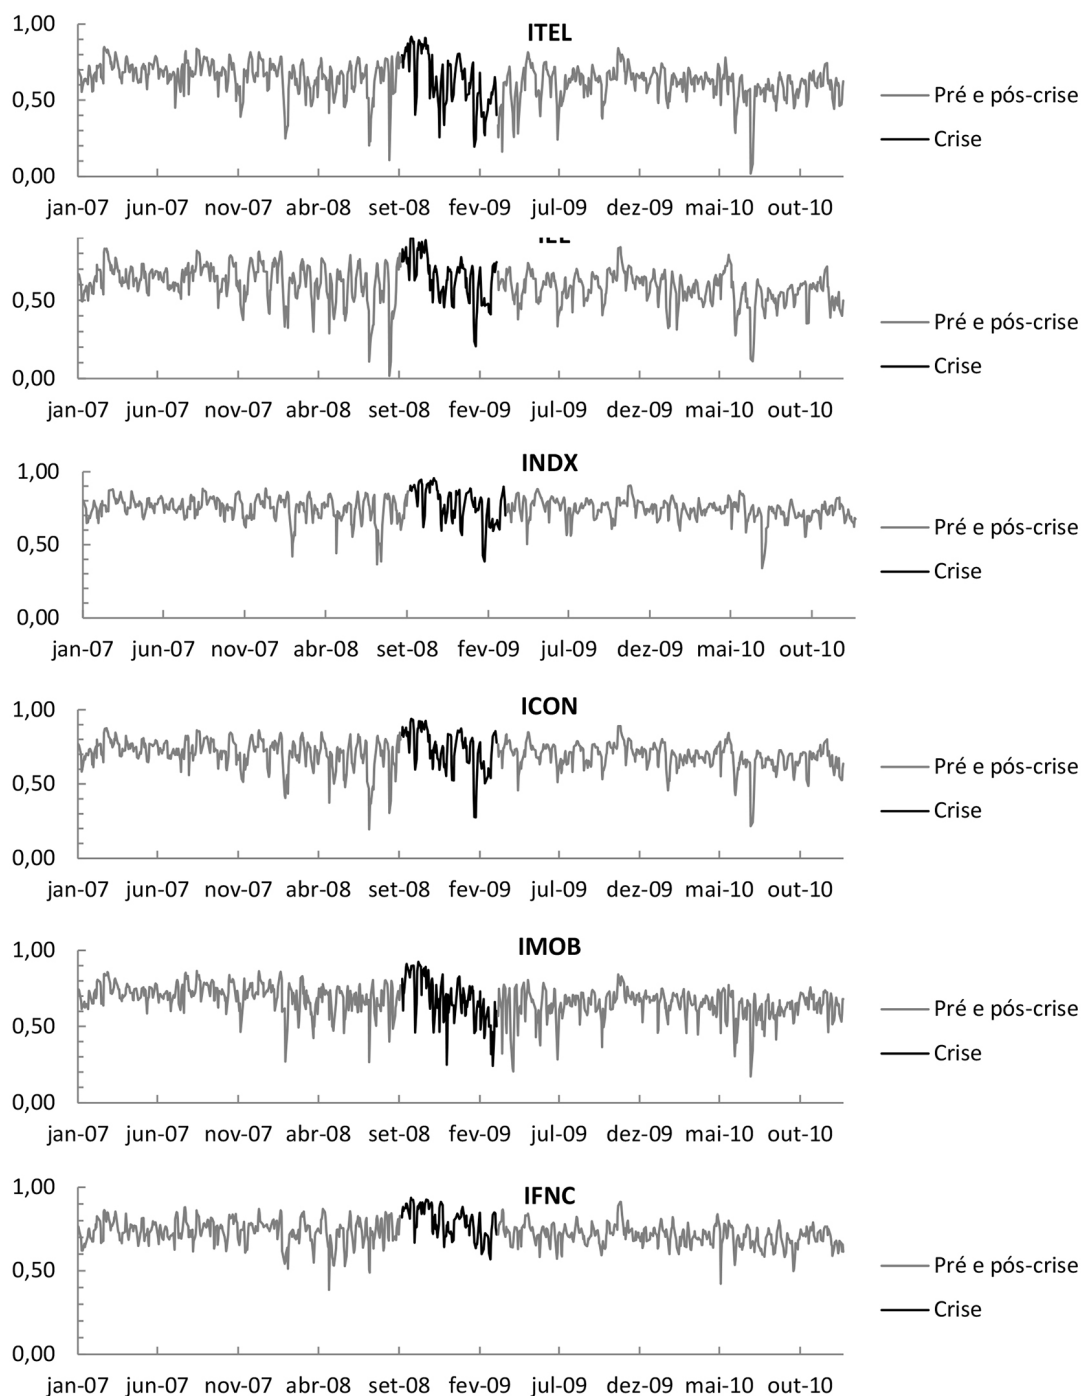 1,00
ITEL
0,50
Pré e pós-crise
Crise
0,00
jan-07 jun-07 nov-07 abr-08 set-08 fev-09 jul-09 dez-09 mai-10 out-10
0,50
Pré e pós-crise
Crise
0,00
jan-07 jun-07 nov-07 abr-08 set-08 fev-09 jul-09 dez-09 mai-10 out-10
INDX
1,00
Pré e pós-crise
0,50
Crise
0,00
jan-07 jun-07 nov-07 abr-08 set-08 fev-09 jul-09 dez-09 mai-10 out-10
ICON
1,00
Pré e pós-crise
0,50
Crise
0,00
jan-07 jun-07 nov-07 abr-08 set-08 fev-09 jul-09 dez-09 mai-10 out-10
IMOB
1,00
Pré e pós-crise
0,50
Crise
0,00
jan-07 jun-07 nov-07 abr-08 set-08 fev-09 jul-09 dez-09 mai-10 out-10
1,00
IFNC
0,50
Pré e pós-crise
Crise
0,00
jan-07 jun-07 nov-07 abr-08 set-08 fev-09 jul-09 dez-09 mai-10 out-10